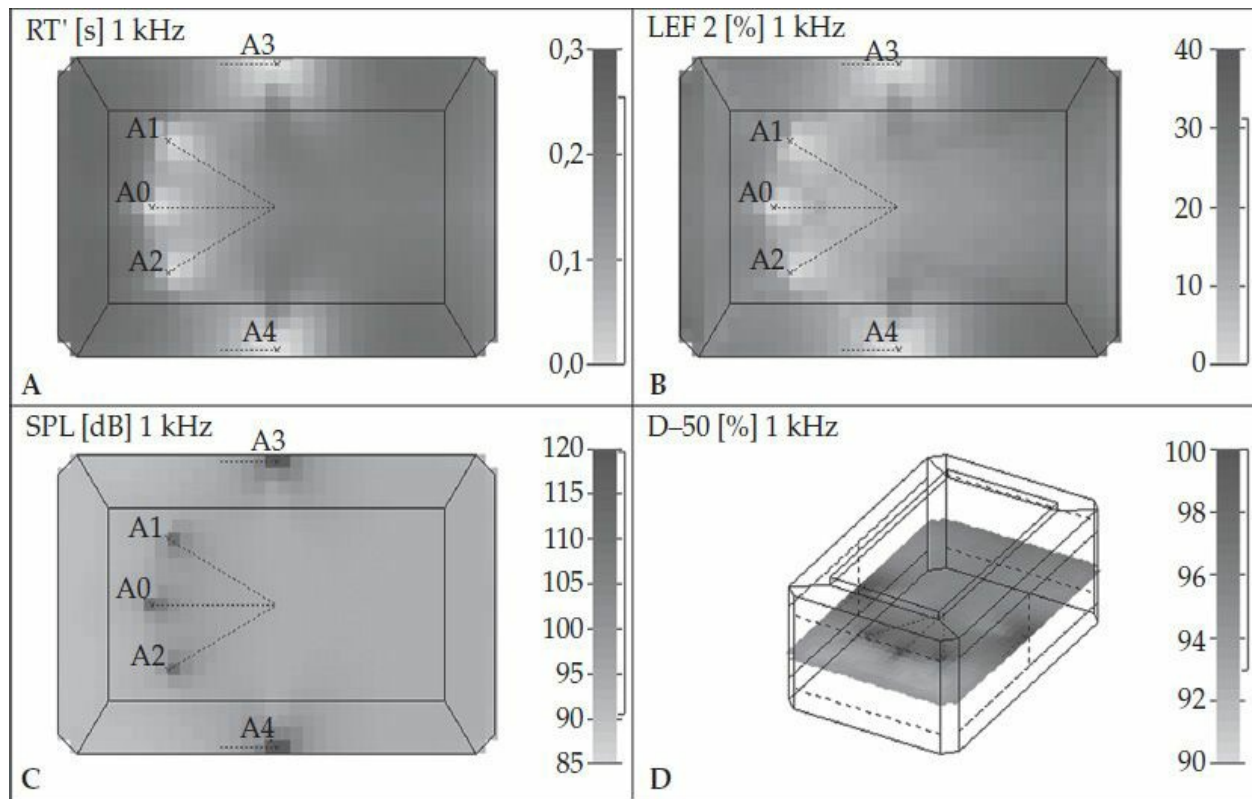 RT' [s] 1 kHz
A3
A1
A0
A2
A4
0,3
0,2
0,1
0,0
A
LEF 2 [%] 1 kHz
A3
A1
A0
A2
A4
40
30
20
10
0
B
SPL [dB] 1 kHz
A3
A1
A0
A2
A4
120
115
110
105
100
95
90
85
C
D–50 [%] 1 kHz
100
98
96
94
92
90
D